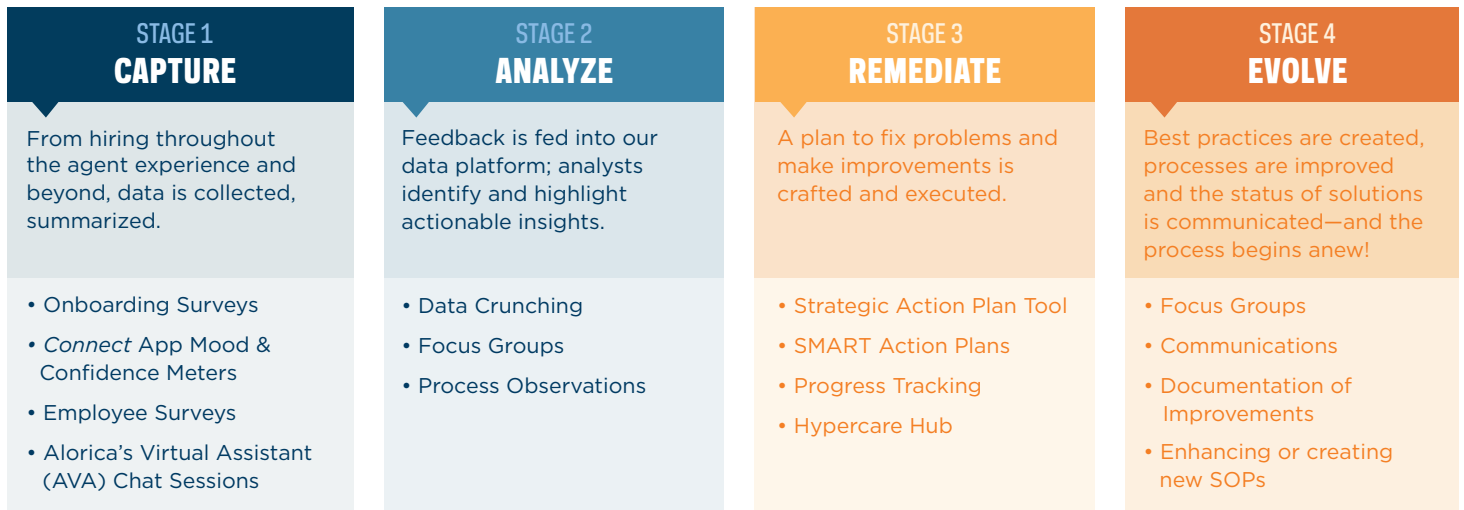 STAGE 1
CAPTURE
From hiring throughout
the agent experience and
beyond, data is collected,
summarized.
• Onboarding Surveys
• Connect App Mood &
Confidence Meters
• Employee Surveys
• Alorica’s Virtual Assistant
(AVA) Chat Sessions
STAGE 2
ANALYZE
Feedback is fed into our
data platform; analysts
identify and highlight
actionable insights.
• Data Crunching
• Focus Groups
• Process Observations
STAGE 3
REMEDIATE
A plan to fix problems and
make improvements is
crafted and executed.
• Strategic Action Plan Tool
• SMART Action Plans
• Progress Tracking
• Hypercare Hub
STAGE 4
EVOLVE
Best practices are created,
processes are improved
and the status of solutions
is communicated—and the
process begins anew!
• Focus Groups
• Communications
• Documentation of
Improvements
• Enhancing or creating
new SOPs